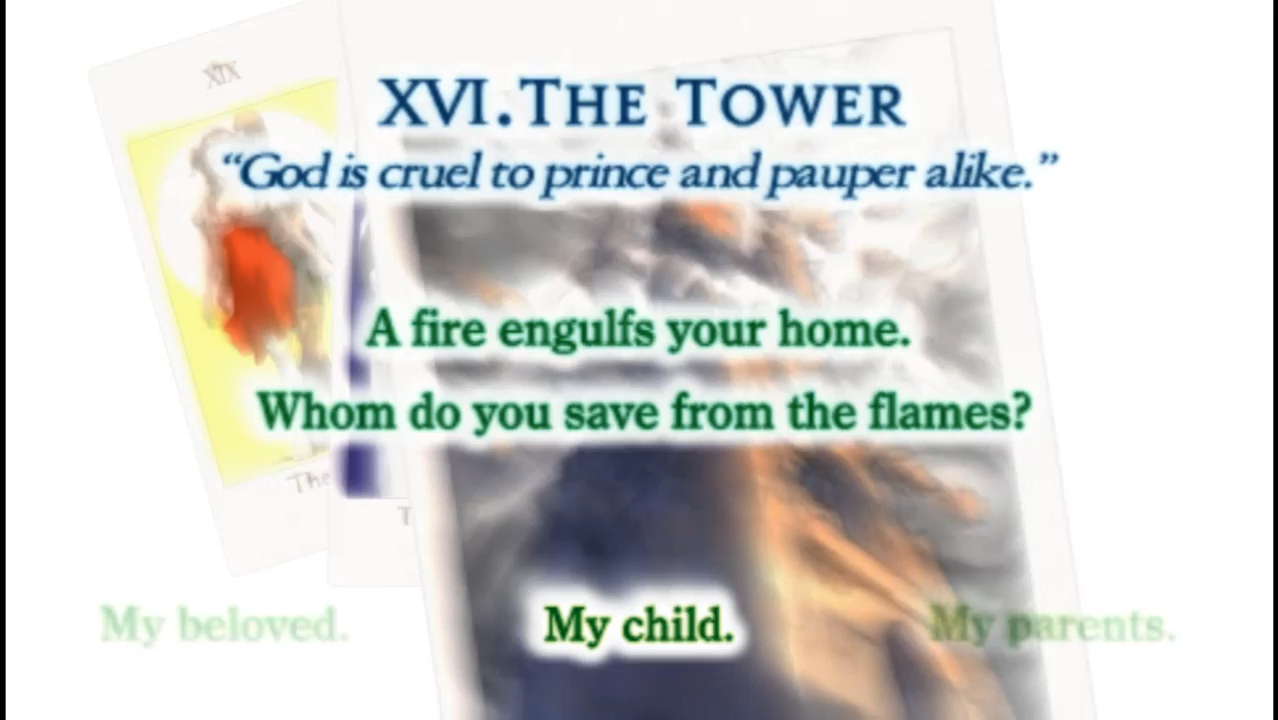 XIX
XVI. THE TOWER
“God is cruel to prince and pauper alike.”
A fire engulfs your home.
Whom do you save from the flames?
The
T
My beloved.
My child.
My parents.